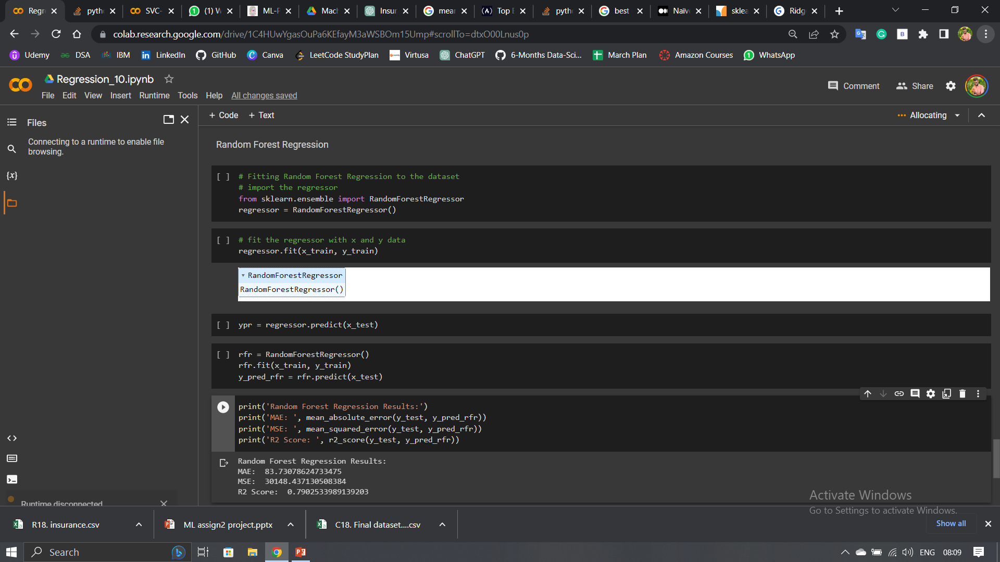 Regr
pyth
SVC-
(1) W
ML-P
Mach
Insur
mear
Top E
pyth
best
Naïve
sklea
Ridg
colab.research.google.com/drive/1C4HUwYgasOuPa6KEfayM3aWSBOm15Ump#scrollTo=dtxO00Lnus0p
Udemy
DSA
IBM
LinkedIn
GitHub
Canva
LeetCode StudyPlan
Virtusa
ChatGPT
6-Months Data-Sci...
March Plan
Amazon Courses
WhatsApp
Regression_10.ipynb
Comment
Share
File Edit View Insert Runtime Tools Help All changes saved
Files
+ Code + Text
Allocating
Connecting to a runtime to enable file
browsing.
{x}
Random Forest Regression
[ ] # Fitting Random Forest Regression to the dataset
# import the regressor
from sklearn.ensemble import RandomForestRegressor
regressor = RandomForestRegressor()
[ ] # fit the regressor with x and y data
regressor.fit(x_train, y_train)
RandomForestRegressor
RandomForestRegressor()
[ ] ypr = regressor.predict(x_test)
[ ] rfr = RandomForestRegressor()
rfr.fit(x_train, y_train)
y_pred_rfr = rfr.predict(x_test)
print('Random Forest Regression Results:')
print('MAE: ', mean_absolute_error(y_test, y_pred_rfr))
print('MSE: ', mean_squared_error(y_test, y_pred_rfr))
print('R2 Score: ', r2_score(y_test, y_pred_rfr))
Random Forest Regression Results:
MAE:  83.73078624733475
MSE:  30148.437130508384
R2 Score:  0.7902533989139203
Runtime disconnected
Activate Windows
Go to Settings to activate Windows.
R18. insurance.csv
ML assign2 project.pptx
C18. Final dataset....csv
Show all
Search
ENG
08:09